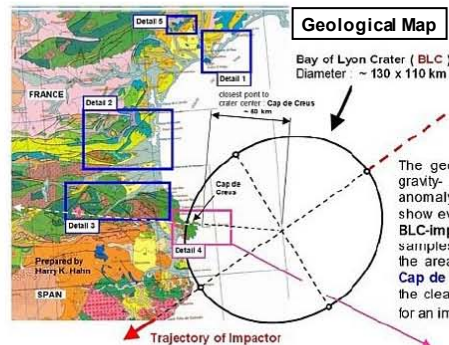 Geological Map
Detail 5
Bay of Lyon Crater ( BLC )
Diameter : ~ 130 x 110 km
Detail 1
closest point to
crater center : Cap de Creus
~ 40 km
FRANCE
Detail 2
Cap de
Creus
Detail 3
Detail 4
The geo
gravity-
anomaly
show ev
BLC-imp
samples
the area
Cap de
the clea
for an im
Prepared by
Harry K. Hahn
SPAN
Trajectory of Impactor